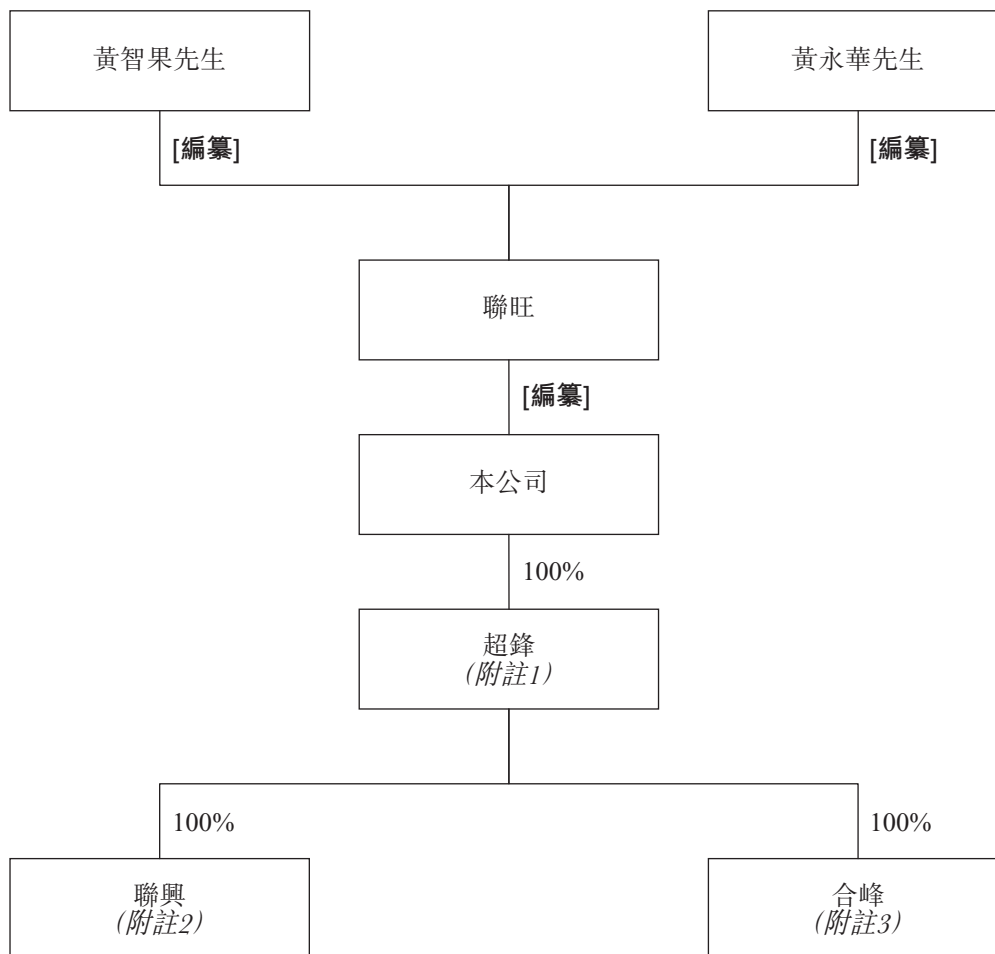 黃智果先生
黃永華先生
[編纂]
[編纂]
聯旺
[編纂]
本公司
100%
超鋒
(附註1)
100%
100%
聯興
(附註2)
合峰
(附註3)